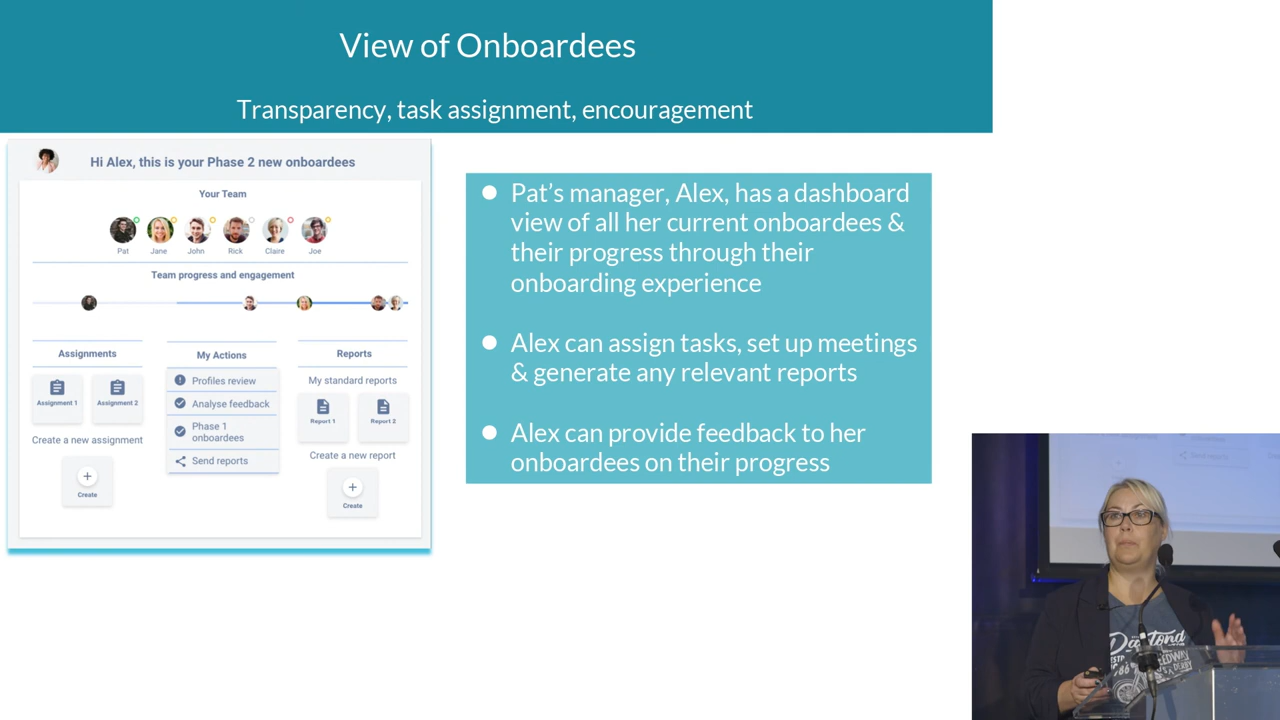 View of Onboardees
Transparency, task assignment, encouragement
Hi Alex, this is your Phase 2 new onboardees
Your Team
Pat Jane John Rick Claire Joe
Team progress and engagement
Assignments
Assignment 1 Assignment 2
Create a new assignment
Create
My Actions
Profiles review
Analyse feedback
Phase 1
onboardees
Send reports
Reports
My standard reports
Report 1 Report 2
Create a new report
Create
● Pat’s manager, Alex, has a dashboard
view of all her current onboardees &
their progress through their
onboarding experience
● Alex can assign tasks, set up meetings
& generate any relevant reports
● Alex can provide feedback to her
onboardees on their progress